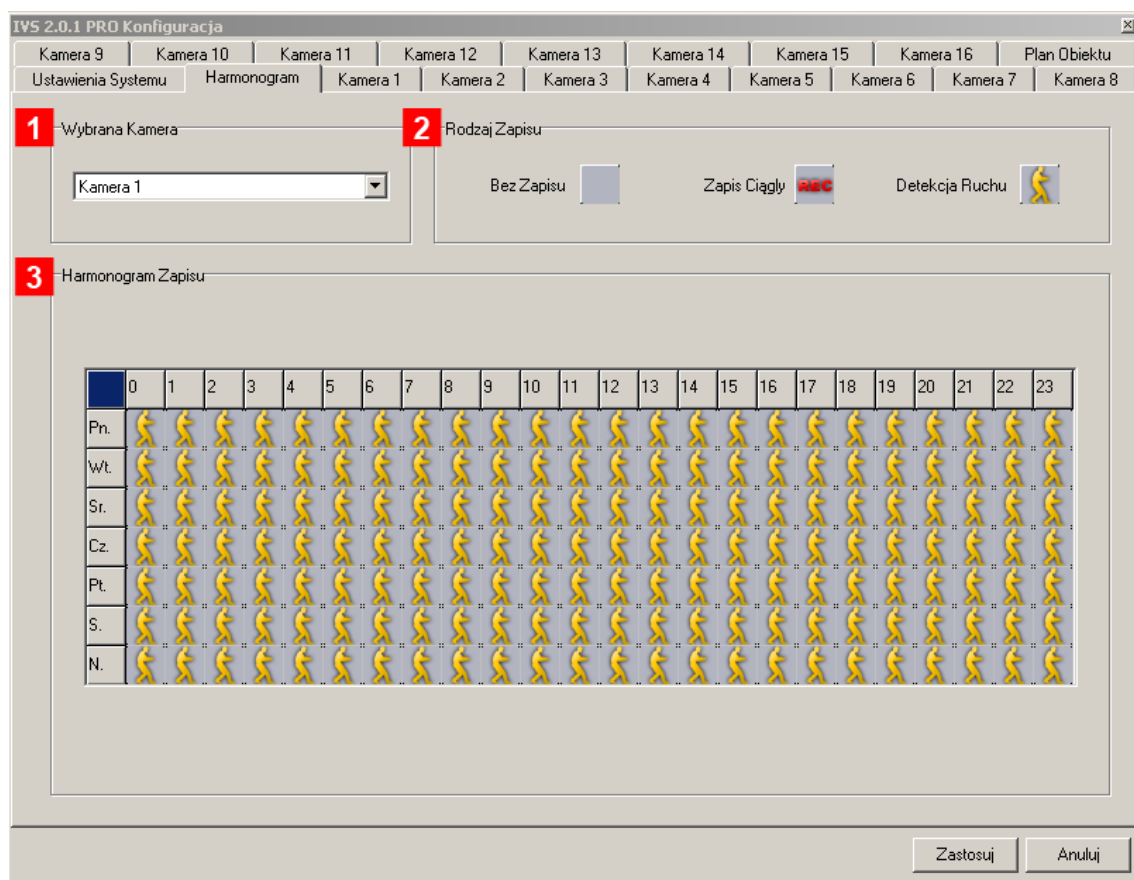 IVS 2.0.1 PRO Konfiguracja
Kamera 9 Kamera 10 Kamera 11 Kamera 12 Kamera 13 Kamera 14 Kamera 15 Kamera 16 Plan Obiektu
Ustawienia Systemu Harmonogram Kamera 1 Kamera 2 Kamera 3 Kamera 4 Kamera 5 Kamera 6 Kamera 7 Kamera 8
1 Wybrana Kamera
Kamera 1
2 Rodzaj Zapisu
Bez Zapisu Zapis Ciągły REC Detekcja Ruchu
3 Harmonogram Zapisu
0 1 2 3 4 5 6 7 8 9 10 11 12 13 14 15 16 17 18 19 20 21 22 23
Pn.
Wt.
Sr.
Cz.
Pt.
S.
N.
Zastosuj Anuluj